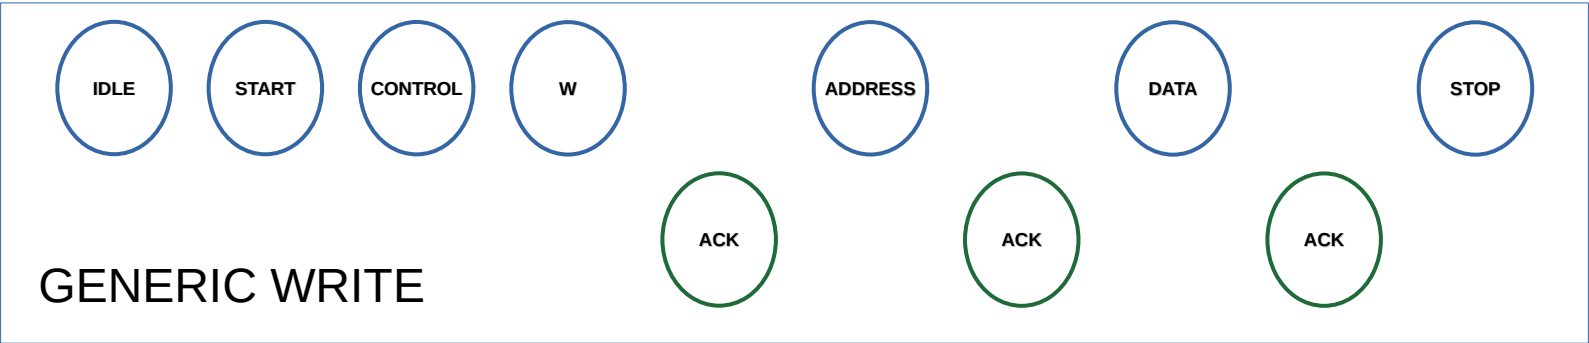 IDLE
START
CONTROL
W
ADDRESS
DATA
STOP
ACK
ACK
ACK
GENERIC WRITE